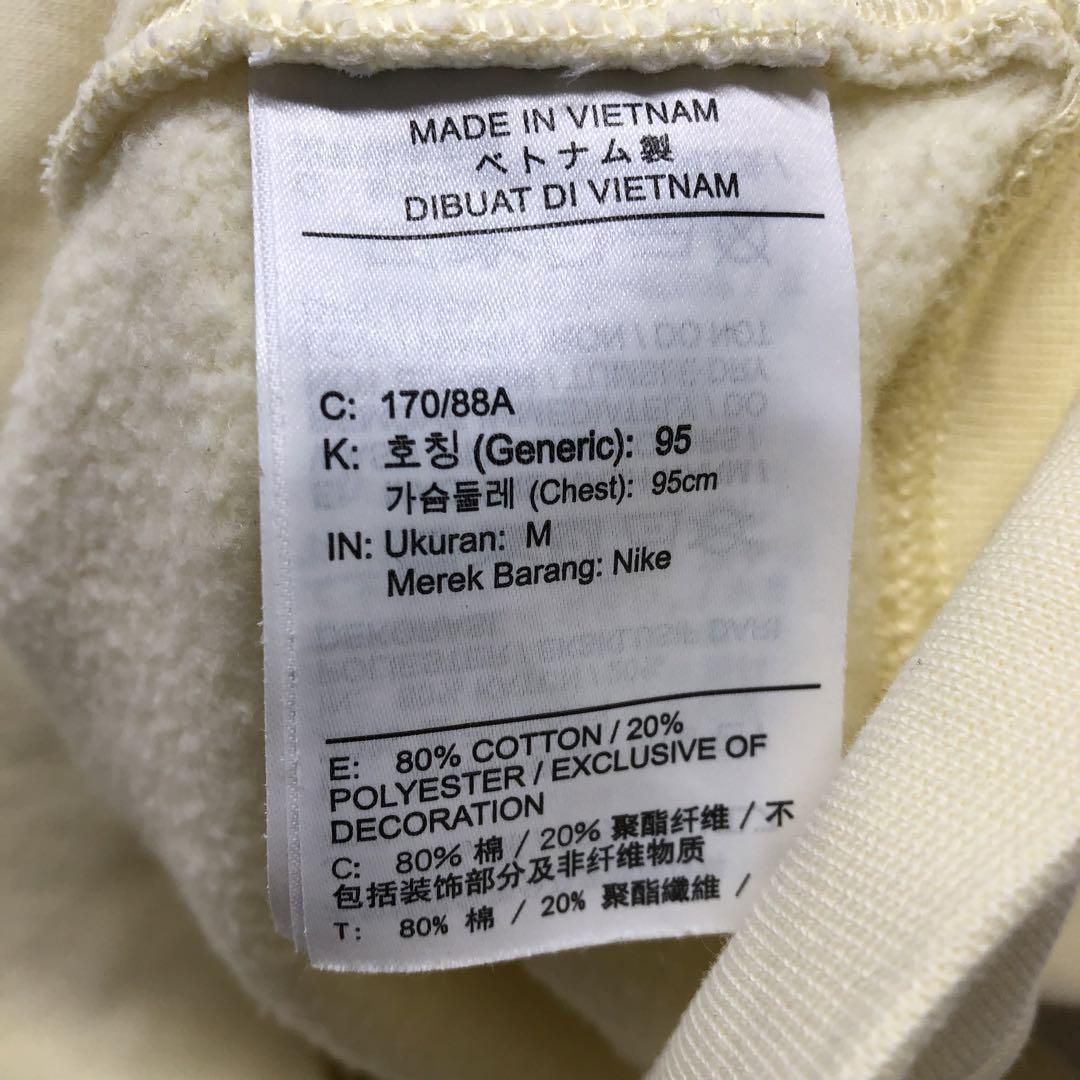 MADE IN VIETNAM
ベトナム製
DIBUAT DI VIETNAM
C: 170/88A
K: 호칭 (Generic): 95
가슴둘레 (Chest): 95cm
IN: Ukuran: M
Merek Barang: Nike
E: 80% COTTON / 20%
POLYESTER / EXCLUSIVE OF
DECORATION
C: 80% 棉 / 20% 聚酯纤维 / 不
包括装饰部分及非纤维物质
T: 80% 棉 / 20% 聚酯纖維 /